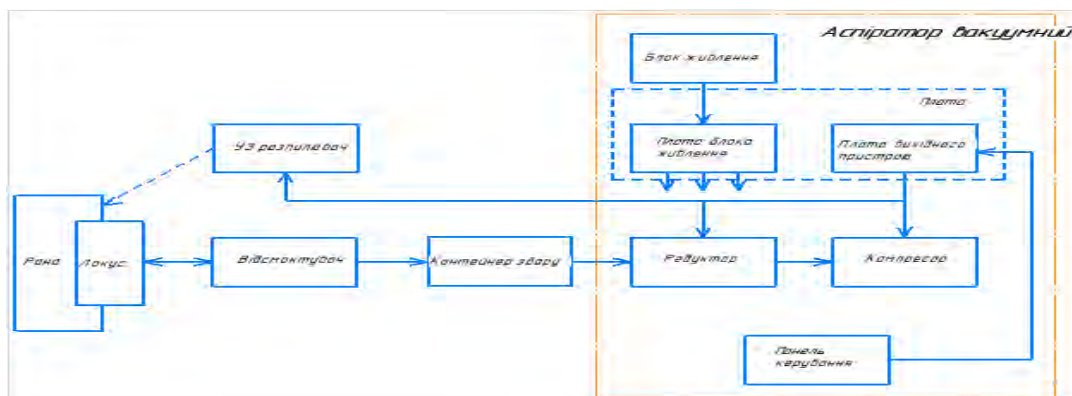 Аспіратор вакуумний
Блок живлення
Плата
УЗ розпилювач
Плата блока
живлення
Плата вихідного
пристрою
Рана
Локус
Відсмоктувач
Контейнер збору
Редуктор
Компресор
Панель
керування